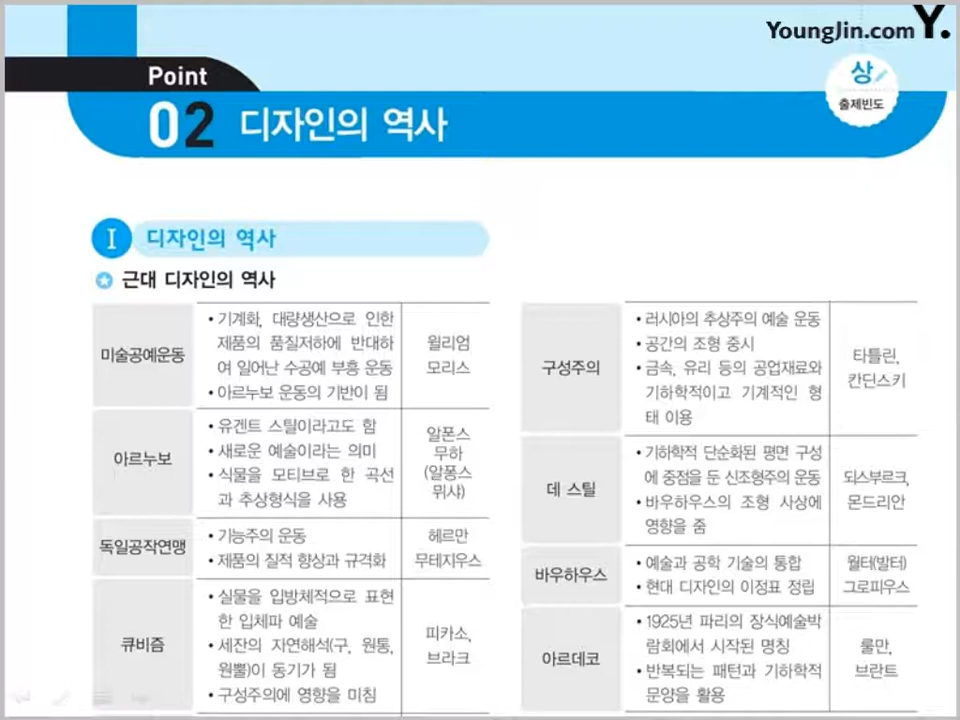 YoungJin.com Y.
Point
02 디자인의 역사
상
출제빈도
I 디자인의 역사
근대 디자인의 역사
미술공예운동
• 기계화, 대량생산으로 인한
제품의 품질저하에 반대하
여 일어난 수공예 부흥 운동
• 아르누보 운동의 기반이 됨
윌리엄
모리스
아르누보
• 유겐트 스틸이라고도 함
• 새로운 예술이라는 의미
• 식물을 모티브로 한 곡선
과 추상형식을 사용
알폰스
무하
(알퐁스
뮈샤)
독일공작연맹
• 기능주의 운동
• 제품의 질적 향상과 규격화
헤르만
무테지우스
큐비즘
• 실물을 입방체적으로 표현
한 입체파 예술
• 세잔의 자연해석(구, 원통,
원뿔)이 동기가 됨
• 구성주의에 영향을 미침
피카소,
브라크
구성주의
• 러시아의 추상주의 예술 운동
• 공간의 조형 중시
• 금속, 유리 등의 공업재료와
기하학적이고 기계적인 형
태 이용
타틀린,
칸딘스키
데 스틸
• 기하학적 단순화된 평면 구성
에 중점을 둔 신조형주의 운동
• 바우하우스의 조형 사상에
영향을 줌
되스부르크,
몬드리안
바우하우스
• 예술과 공학 기술의 통합
• 현대 디자인의 이정표 정립
월터(발터)
그로피우스
아르데코
• 1925년 파리의 장식예술박
람회에서 시작된 명칭
• 반복되는 패턴과 기하학적
문양을 활용
룰만,
브란트